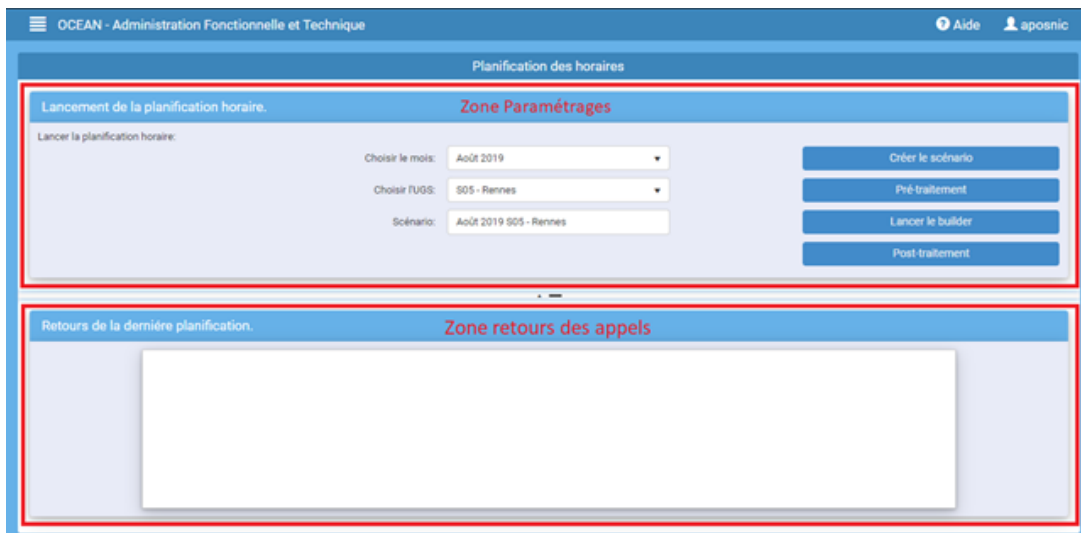 OCEAN - Administration Fonctionnelle et Technique
Aide
aposnic
Planification des horaires
Lancement de la planification horaire.
Zone Paramétrages
Lancer la planification horaire:
Choisir le mois:
Août 2019
Créer le scénario
Choisir l'UGS:
S05 - Rennes
Pré-traitement
Scénario:
Août 2019 S05 - Rennes
Lancer le builder
Post-traitement
Retours de la derniére planification.
Zone retours des appels